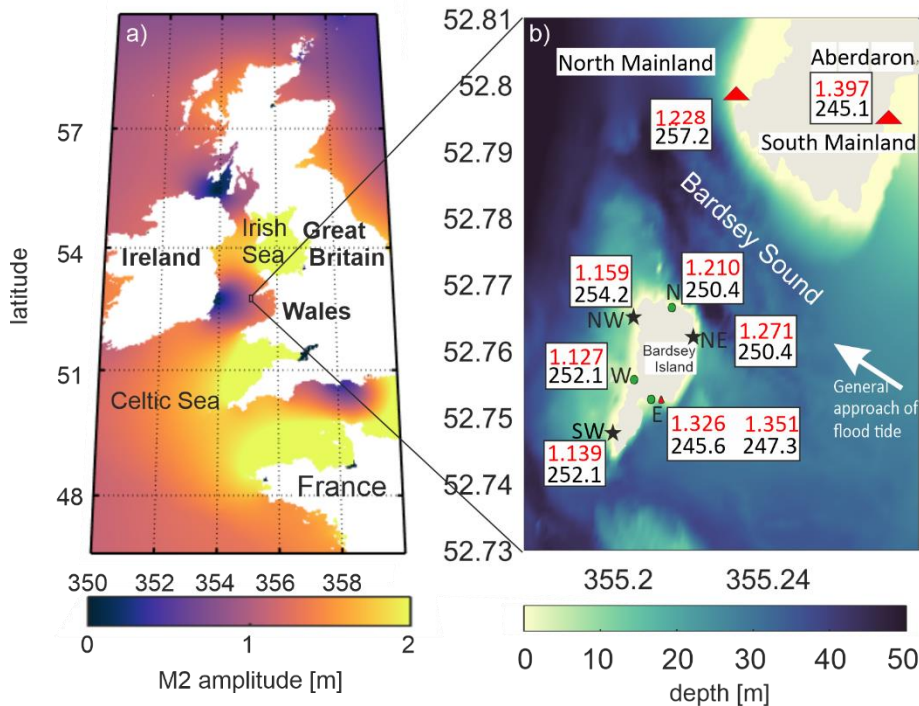 a)
57
54
51
48
latitude
Ireland
Irish
Sea
Great
Britain
Wales
Celtic Sea
France
350
352
354
356
358
0
1
2
M2 amplitude [m]
b)
52.81
52.8
52.79
52.78
52.77
52.76
52.75
52.74
52.73
North Mainland
1.228
257.2
Aberdaron
1.397
245.1
South Mainland
Bardsey Sound
1.159
254.2
NW
1.210
250.4
N
1.271
250.4
NE
Bardsey
Island
1.127
252.1
W
E
1.326 1.351
245.6 247.3
SW
1.139
252.1
General
approach of
flood tide
355.2
355.24
0
10
20
30
40
50
depth [m]